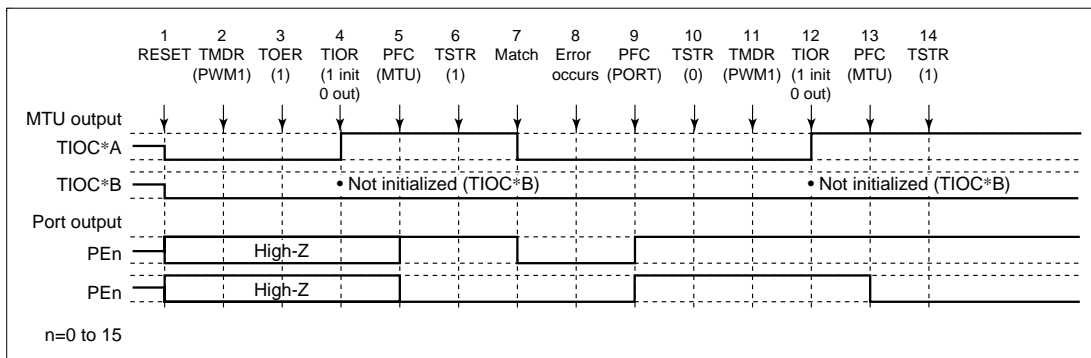 1 2 3 4 5 6 7 8 9 10 11 12 13 14
RESET TMDR TOER TIOR PFC TSTR Match Error PFC TSTR TMDR TIOR PFC TSTR
(PWM1) (1) (1 init (MTU) (1) occurs (PORT) (0) (PWM1) (1 init (MTU) (1)
0 out) 0 out)
MTU output
TIOC*A
TIOC*B • Not initialized (TIOC*B) • Not initialized (TIOC*B)
Port output
PEn High-Z
PEn High-Z
n=0 to 15